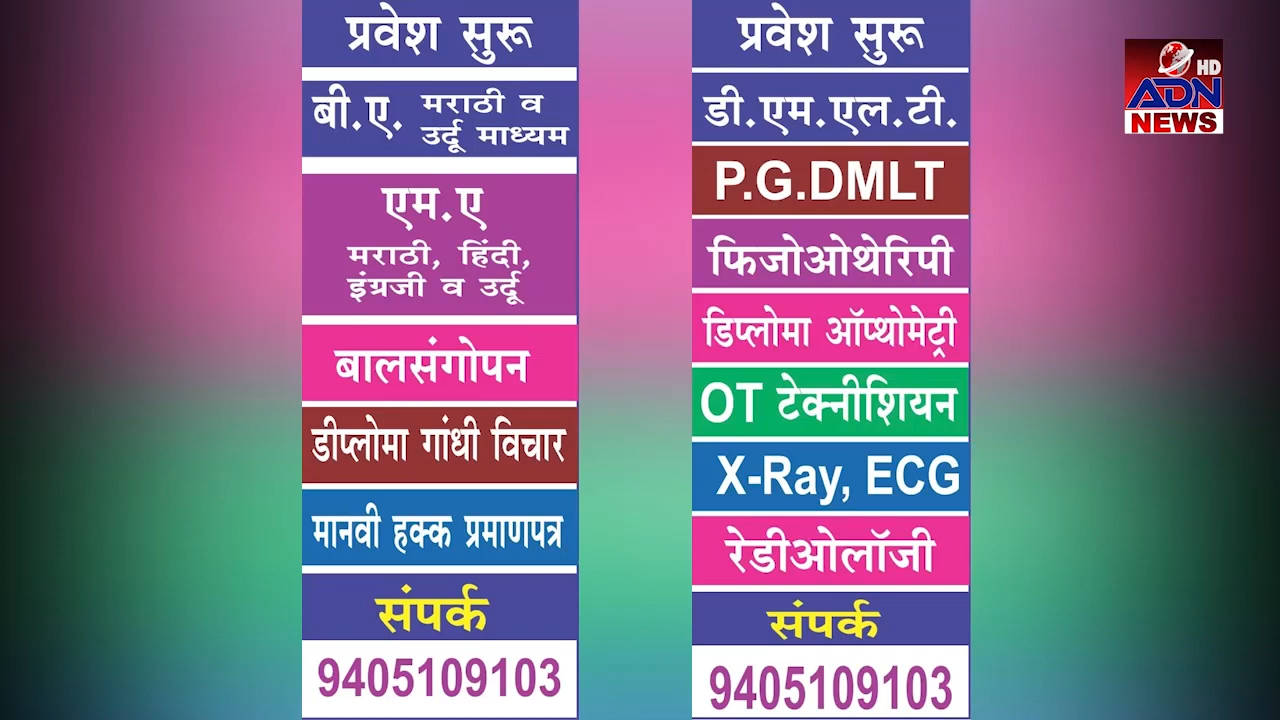 प्रवेश सुरू
बी.ए. मराठी व
उर्दू माध्यम
एम.ए
मराठी, हिंदी,
इंग्रजी व उर्दू
बालसंगोपन
डीप्लोमा गांधी विचार
मानवी हक्क प्रमाणपत्र
संपर्क
9405109103
प्रवेश सुरू
डी.एम.एल.टी.
P.G.DMLT
फिजोओथेरिपी
डिप्लोमा ऑप्थोमेट्री
OT टेक्नीशियन
X-Ray, ECG
रेडीओलॉजी
संपर्क
9405109103
HD
ADN
NEWS